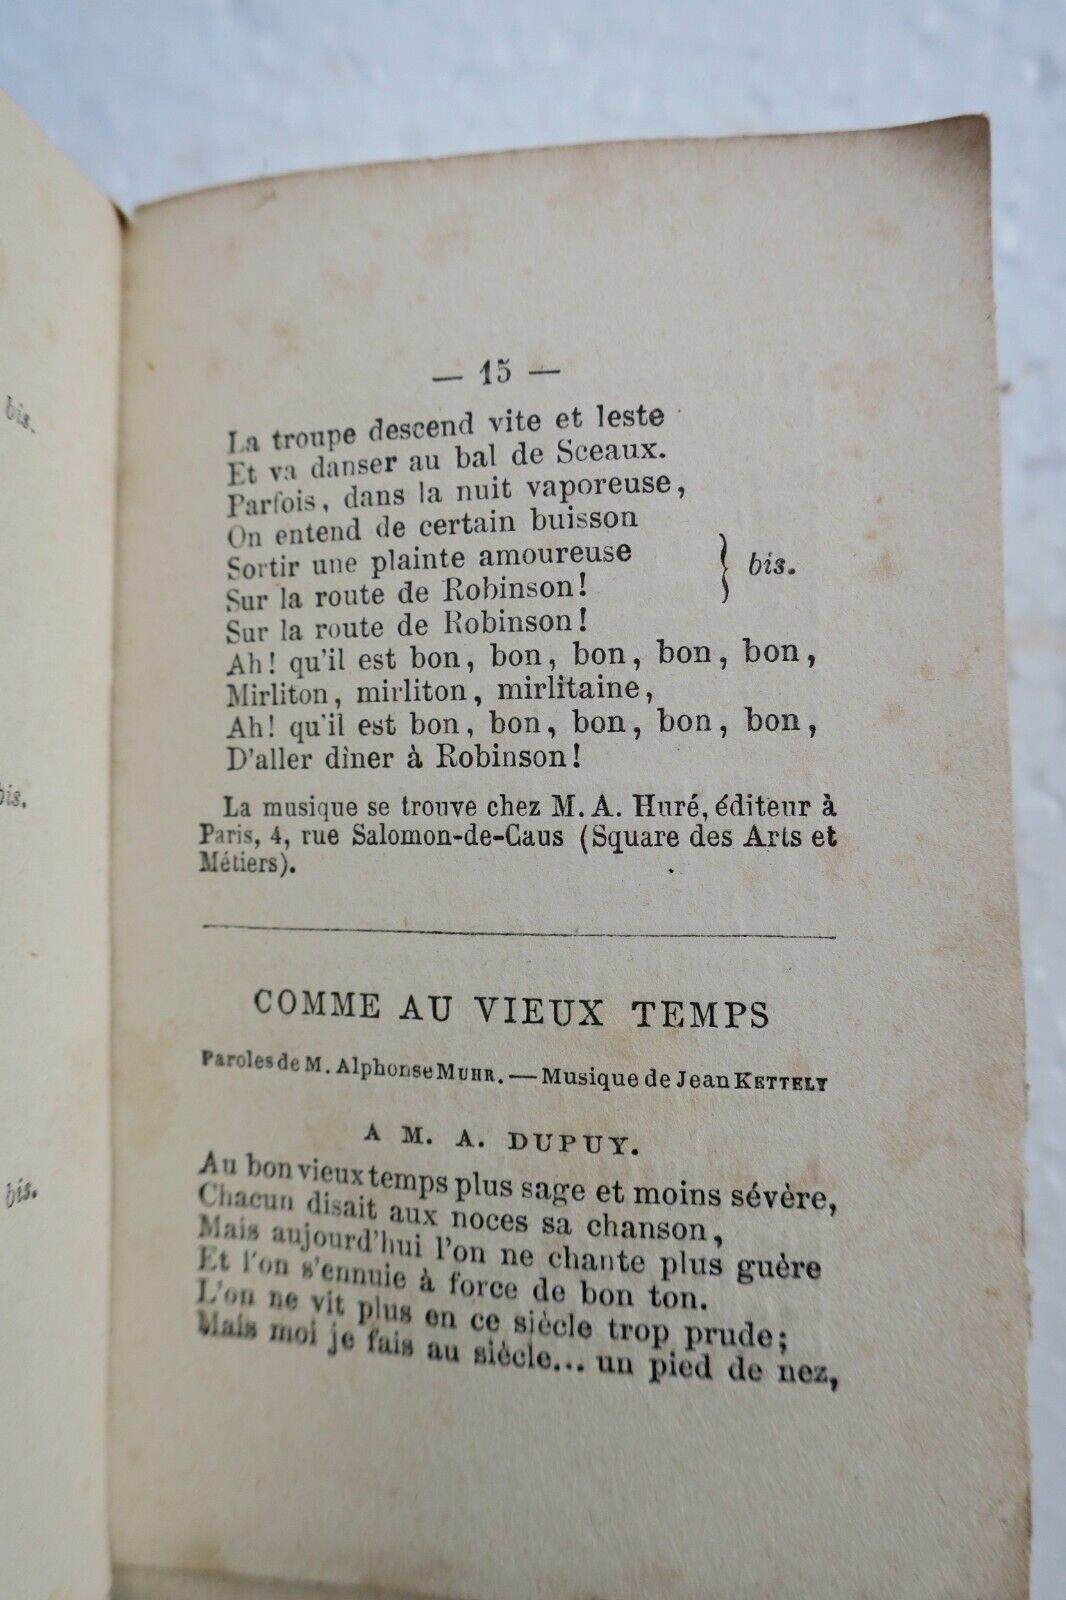 bis.
bis.
bis.
— 15 —
La troupe descend vite et leste
Et va danser au bal de Sceaux.
Parfois, dans la nuit vaporeuse,
On entend de certain buisson
Sortir une plainte amoureuse
Sur la route de Robinson!
bis.
Sur la route de Robinson!
Ah! qu'il est bon, bon, bon, bon, bon,
Mirliton, mirliton, mirlitaine,
Ah! qu'il est bon, bon, bon, bon, bon,
D'aller dîner à Robinson!
La musique se trouve chez M. A. Huré, éditeur à
Paris, 4, rue Salomon-de-Caus (Square des Arts et
Métiers).
COMME AU VIEUX TEMPS
Paroles de M. Alphonse MUHR. — Musique de Jean KETTELY
A M. A. DUPUY.
Au bon vieux temps plus sage et moins sévère,
Chacun disait aux noces sa chanson,
Mais aujourd'hui l'on ne chante plus guère
Et l'on s'ennuie à force de bon ton.
L'on ne vit plus en ce siècle trop prude;
Mais moi je fais au siècle... un pied de nez,